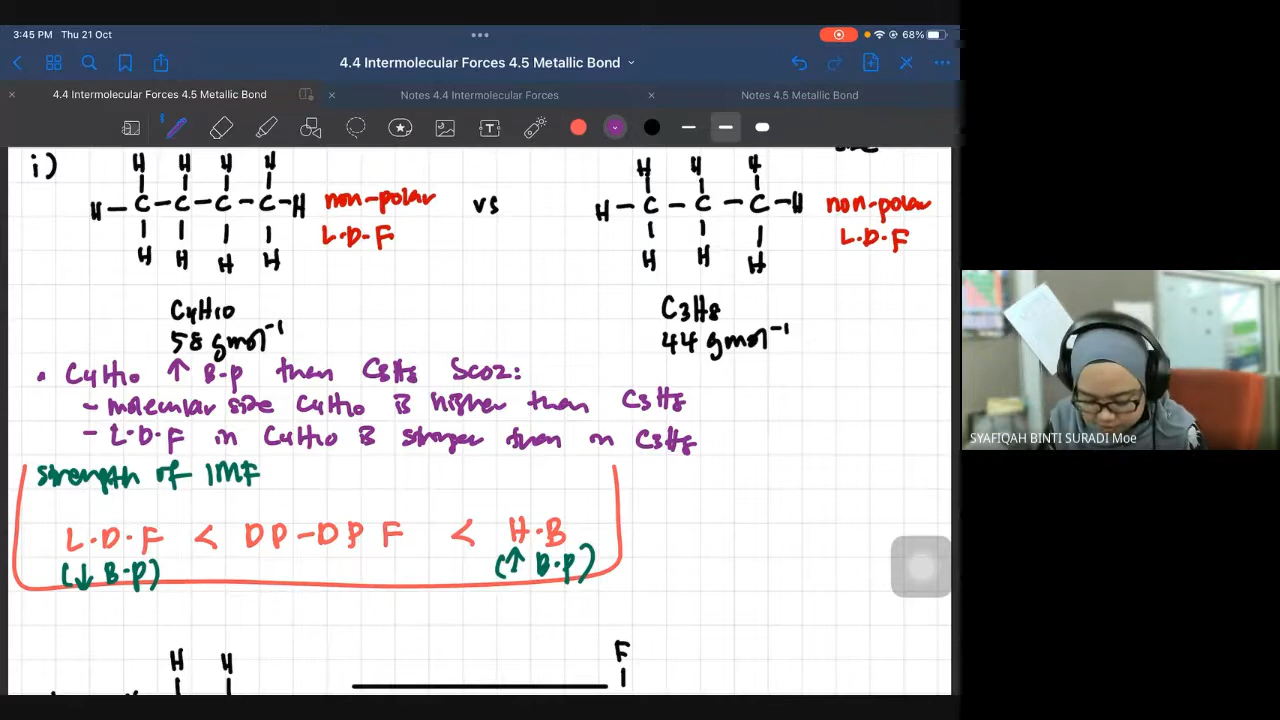 3:45 PM Thu 21 Oct
68%
4.4 Intermolecular Forces 4.5 Metallic Bond
4.4 Intermolecular Forces 4.5 Metallic Bond
Notes 4.4 Intermolecular Forces
Notes 4.5 Metallic Bond
i)
H H H H
H – C – C – C – C – H non-polar
L.D.F
H H H H
vs
H H H
H – C – C – C – H non-polar
L.D.F
H H H
C4H10
58 gmol⁻¹
C3H8
44 gmol⁻¹
• C4H10 ↑ B.p than C3H8
- molecular size C4H10 is higher than C3H8
- L.D.F in C4H10 is stronger than in C3H8
strength of IMF
L.D.F < DP-DP F < H.B
(↓ B.p) (↑ B.p)
H H
F
SYAFIQAH BINTI SURADI Moe